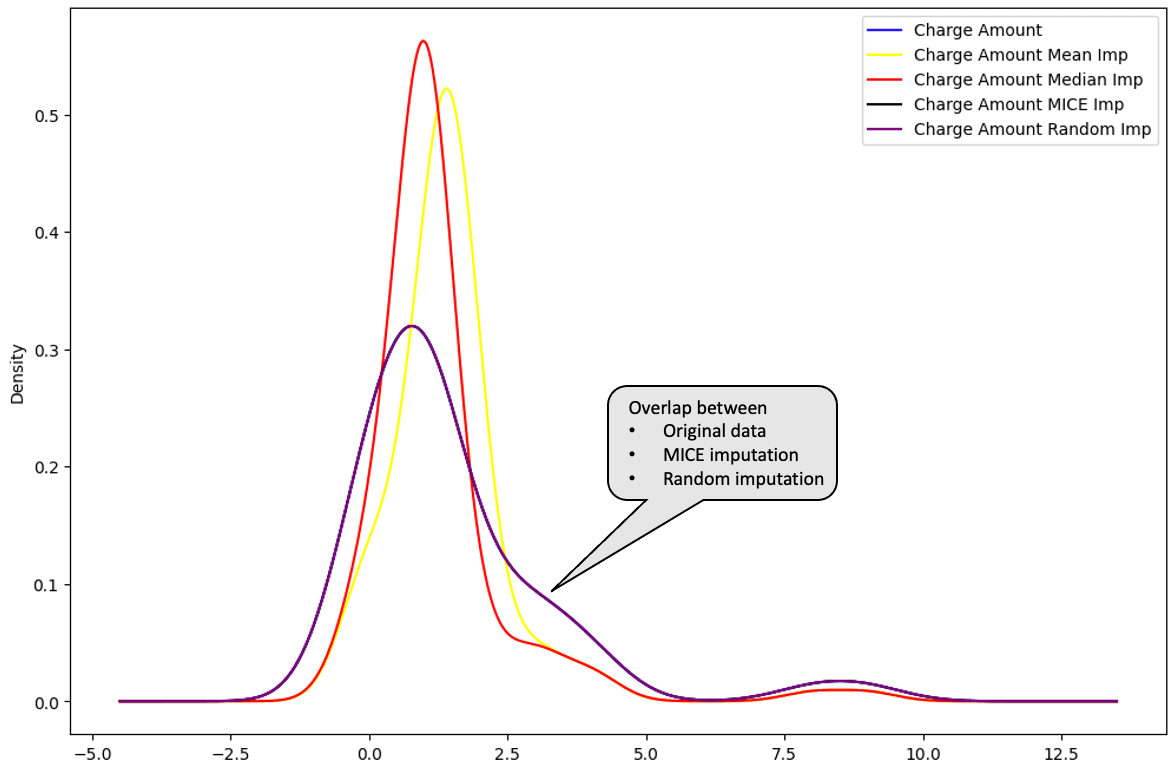 Charge Amount
Charge Amount Mean Imp
Charge Amount Median Imp
Charge Amount MICE Imp
Charge Amount Random Imp
Density
0.5
0.4
0.3
0.2
0.1
0.0
Overlap between
• Original data
• MICE imputation
• Random imputation
−5.0 −2.5 0.0 2.5 5.0 7.5 10.0 12.5